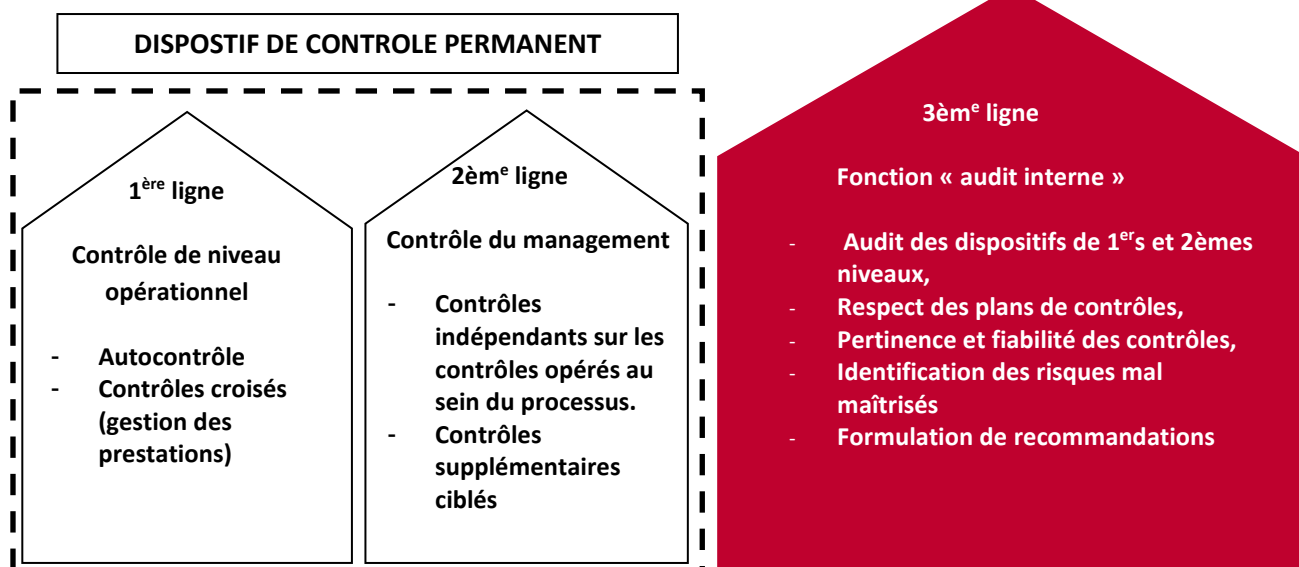 DISPOSTIF DE CONTROLE PERMANENT
1ère ligne
Contrôle de niveau
opérationnel
- Autocontrôle
- Contrôles croisés
(gestion des
prestations)
2ème ligne
Contrôle du management
- Contrôles
indépendants sur les
contrôles opérés au
sein du processus.
- Contrôles
supplémentaires
ciblés
3ème ligne
Fonction « audit interne »
- Audit des dispositifs de 1ers et 2èmes
niveaux,
- Respect des plans de contrôles,
- Pertinence et fiabilité des contrôles,
- Identification des risques mal
maîtrisés
- Formulation de recommandations